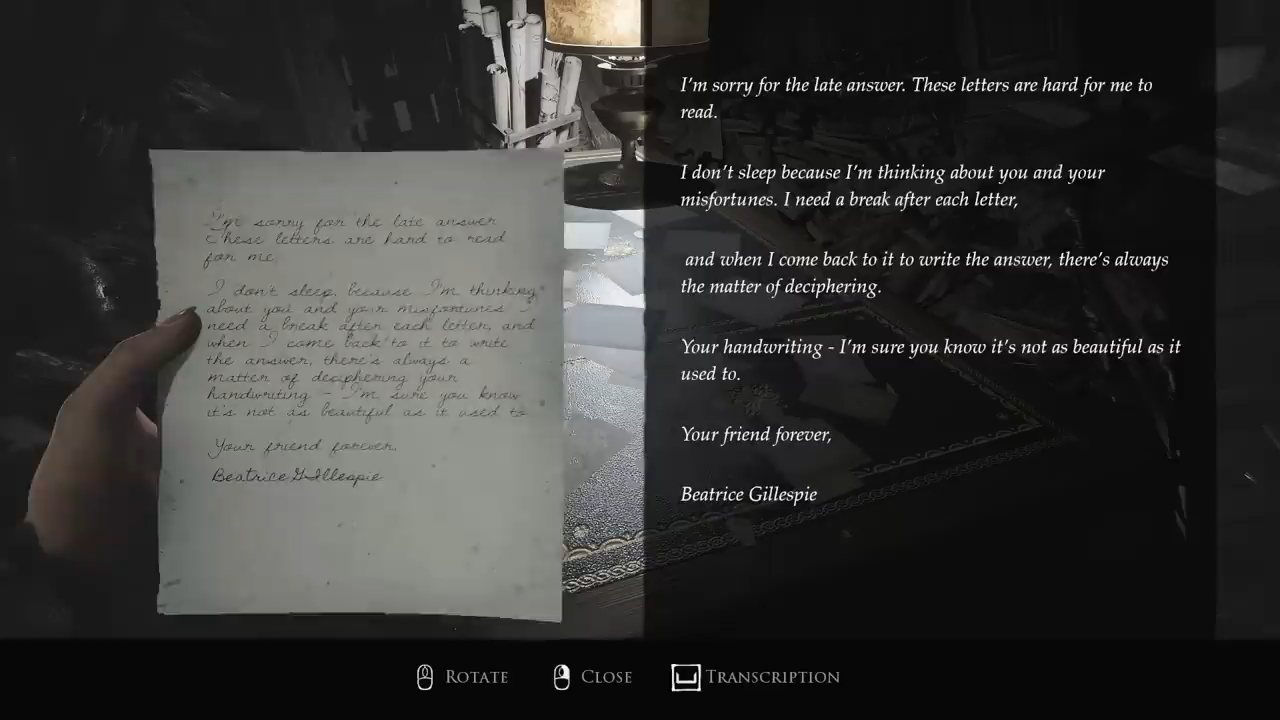 I'm sorry for the late answer
These letters are hard to read
for me.
I don't sleep, because I'm thinking
about you and your misfortunes I
need a break after each letter, and
when I come back to it to write
the answer, there's always a
matter of deciphering your
handwriting - I'm sure you know
it's not as beautiful as it used to
Your friend forever,
Beatrice Gillespie
I'm sorry for the late answer. These letters are hard for me to
read.
I don't sleep because I'm thinking about you and your
misfortunes. I need a break after each letter,
and when I come back to it to write the answer, there's always
the matter of deciphering.
Your handwriting - I'm sure you know it's not as beautiful as it
used to.
Your friend forever,
Beatrice Gillespie
ROTATE CLOSE TRANSCRIPTION